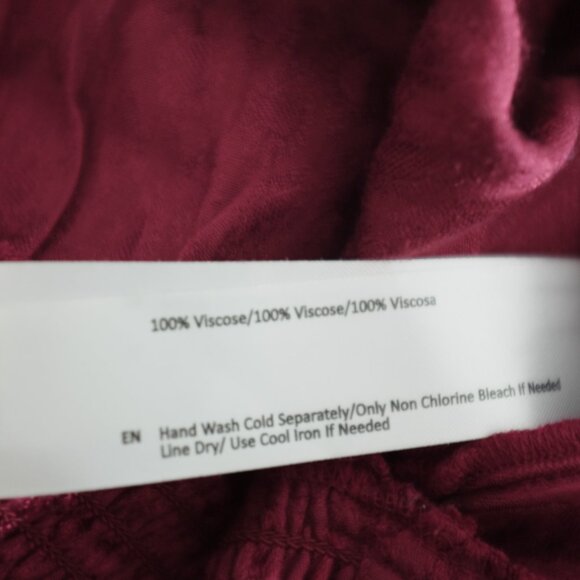 100% Viscose/100% Viscose/100% Viscosa
EN Hand Wash Cold Separately/Only Non Chlorine Bleach If Needed
Line Dry/ Use Cool Iron If Needed